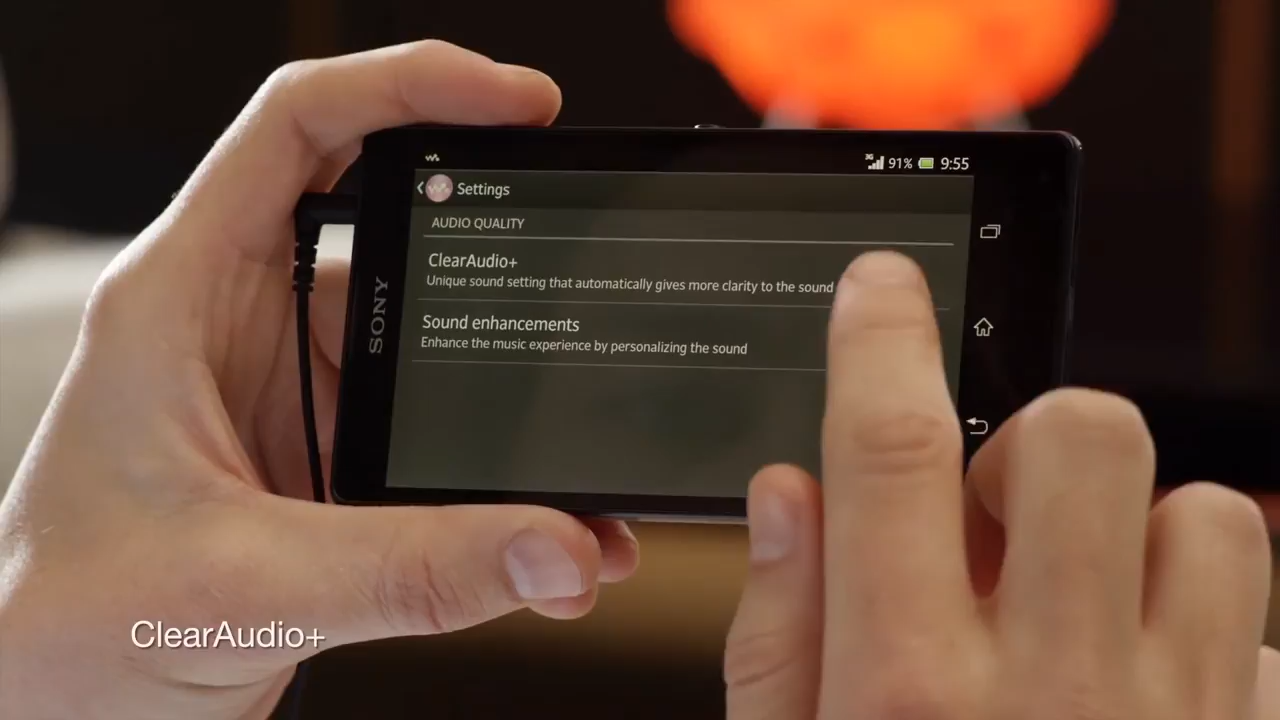 3G 91% 9:55
Settings
AUDIO QUALITY
ClearAudio+
Unique sound setting that automatically gives more clarity to the sound
Sound enhancements
Enhance the music experience by personalizing the sound
SONY
ClearAudio+